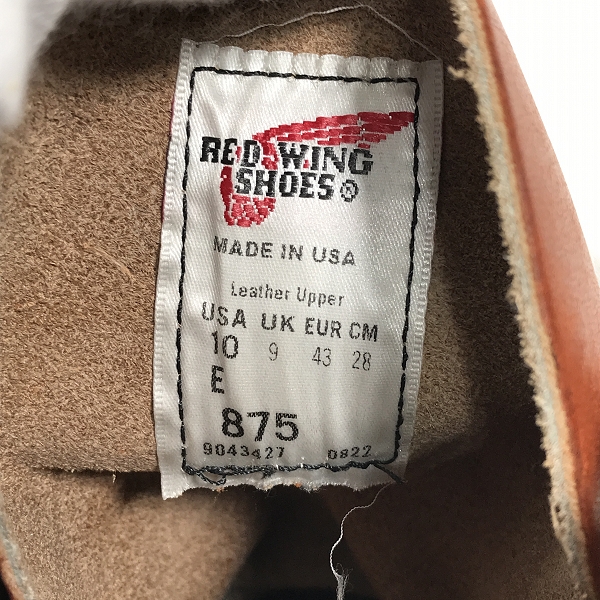 RED WING
SHOES®
MADE IN USA
Leather Upper
USA UK EUR CM
10 9 43 28
E
875
9043427 0822